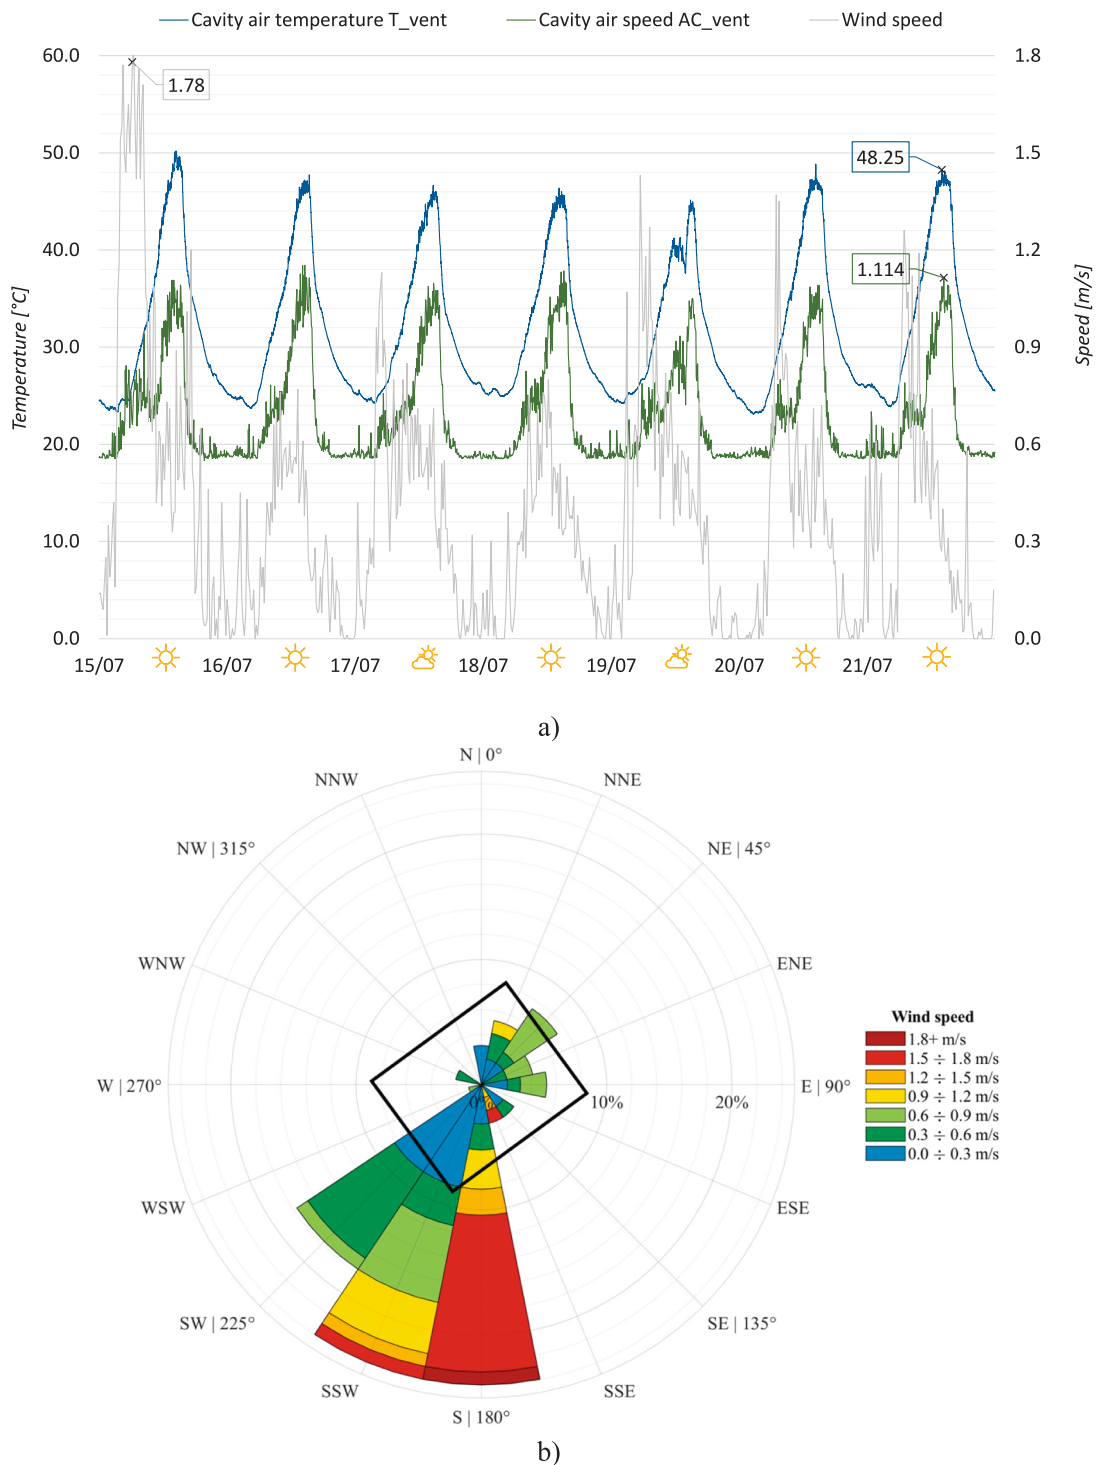 Cavity air temperature T_vent Cavity air speed AC_vent Wind speed
60.0 1.8
1.78
50.0 1.5
48.25
40.0 1.2
1.114
30.0 0.9
20.0 0.6
10.0 0.3
0.0 0.0
Temperature [°C]
Speed [m/s]
15/07 16/07 17/07 18/07 19/07 20/07 21/07
a)
N | 0°
NNW NNE
NW | 315° NE | 45°
WNW ENE
W | 270° 0% 10% 20% E | 90°
WSW ESE
SW | 225° SE | 135°
SSW SSE
S | 180°
Wind speed
1.8+ m/s
1.5 ÷ 1.8 m/s
1.2 ÷ 1.5 m/s
0.9 ÷ 1.2 m/s
0.6 ÷ 0.9 m/s
0.3 ÷ 0.6 m/s
0.0 ÷ 0.3 m/s
b)